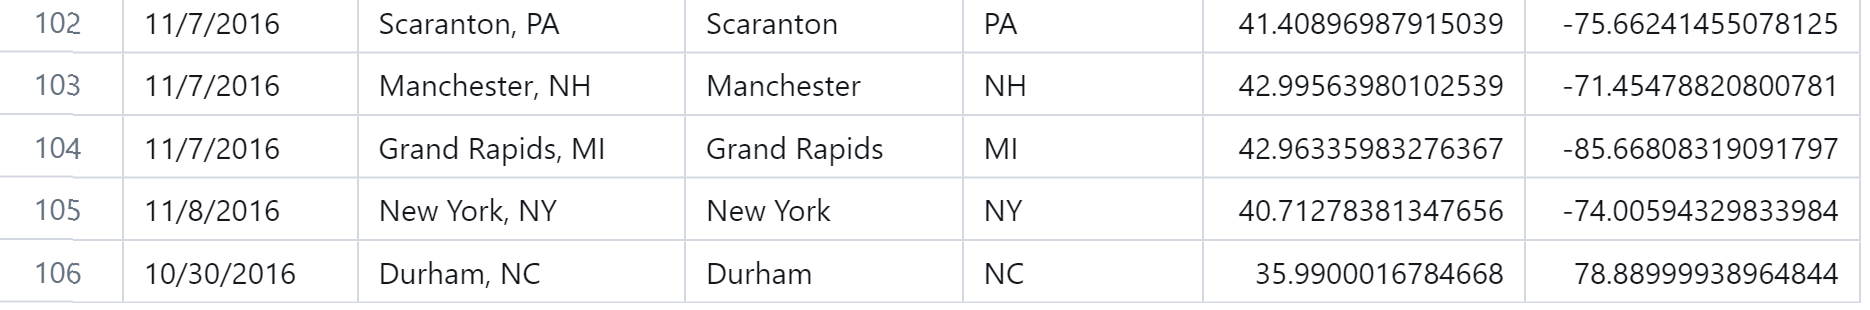 102 11/7/2016 Scaranton, PA Scaranton PA 41.40896987915039 -75.66241455078125
103 11/7/2016 Manchester, NH Manchester NH 42.99563980102539 -71.45478820800781
104 11/7/2016 Grand Rapids, MI Grand Rapids MI 42.96335983276367 -85.66808319091797
105 11/8/2016 New York, NY New York NY 40.71278381347656 -74.00594329833984
106 10/30/2016 Durham, NC Durham NC 35.9900016784668 78.88999938964844